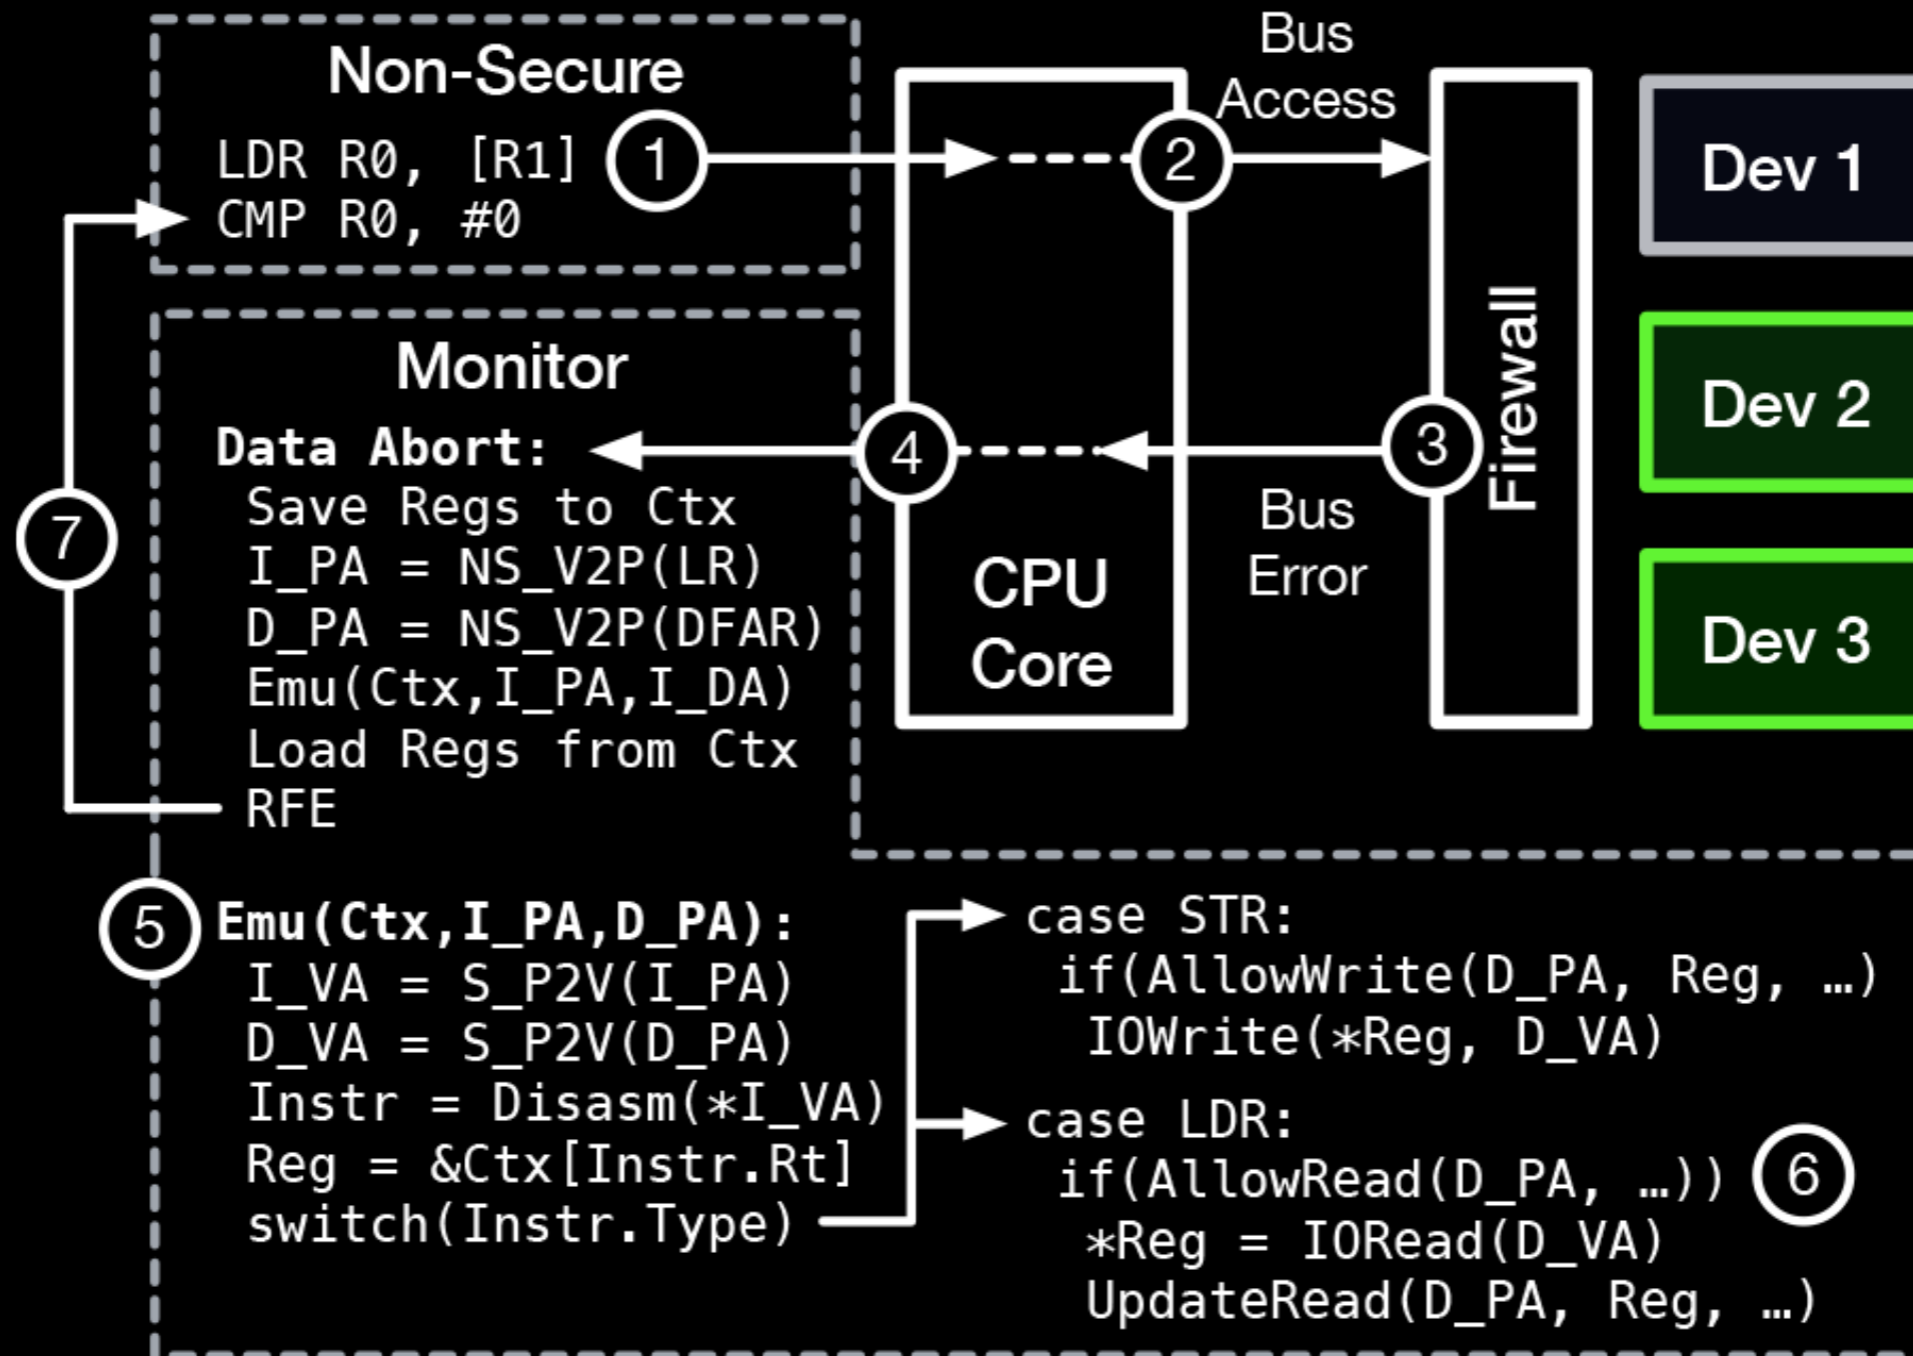 Non-Secure
LDR R0, [R1]
1
CMP R0, #0
Bus
Access
2
Dev 1
Monitor
Data Abort:
Save Regs to Ctx
I_PA = NS_V2P(LR)
D_PA = NS_V2P(DFAR)
Emu(Ctx,I_PA,I_DA)
Load Regs from Ctx
RFE
4
3
Bus
Error
CPU
Core
Firewall
Dev 2
Dev 3
7
5
Emu(Ctx,I_PA,D_PA):
I_VA = S_P2V(I_PA)
D_VA = S_P2V(D_PA)
Instr = Disasm(*I_VA)
Reg = &Ctx[Instr.Rt]
switch(Instr.Type)
case STR:
if(AllowWrite(D_PA, Reg, …)
IOWrite(*Reg, D_VA)
case LDR:
if(AllowRead(D_PA, …))
6
*Reg = IORead(D_VA)
UpdateRead(D_PA, Reg, …)